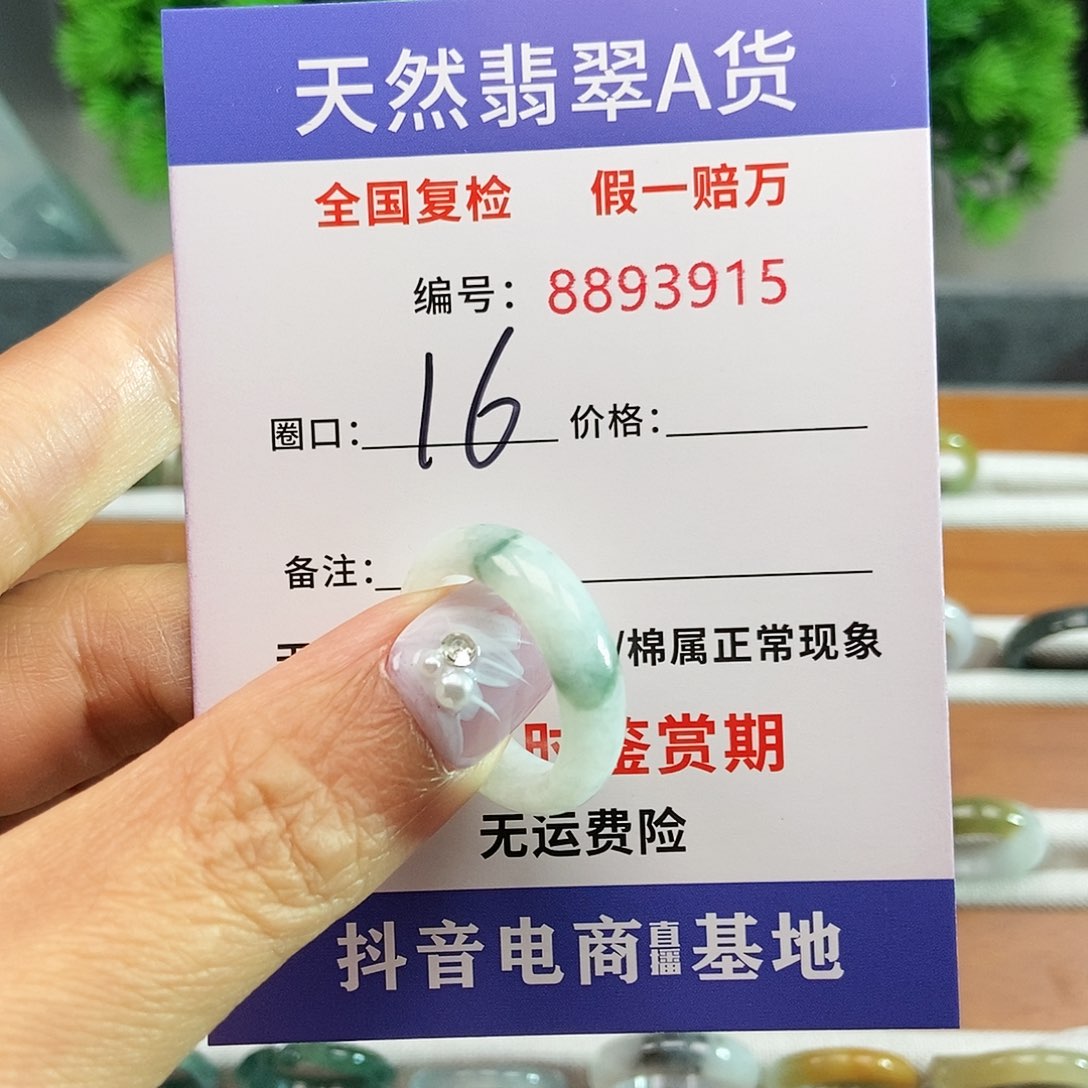 天然翡翠A货
全国复检 假一赔万
编号：8893915
圈口：16 价格：
备注：
/棉属正常现象
鉴赏期
无运费险
抖音电商直播基地